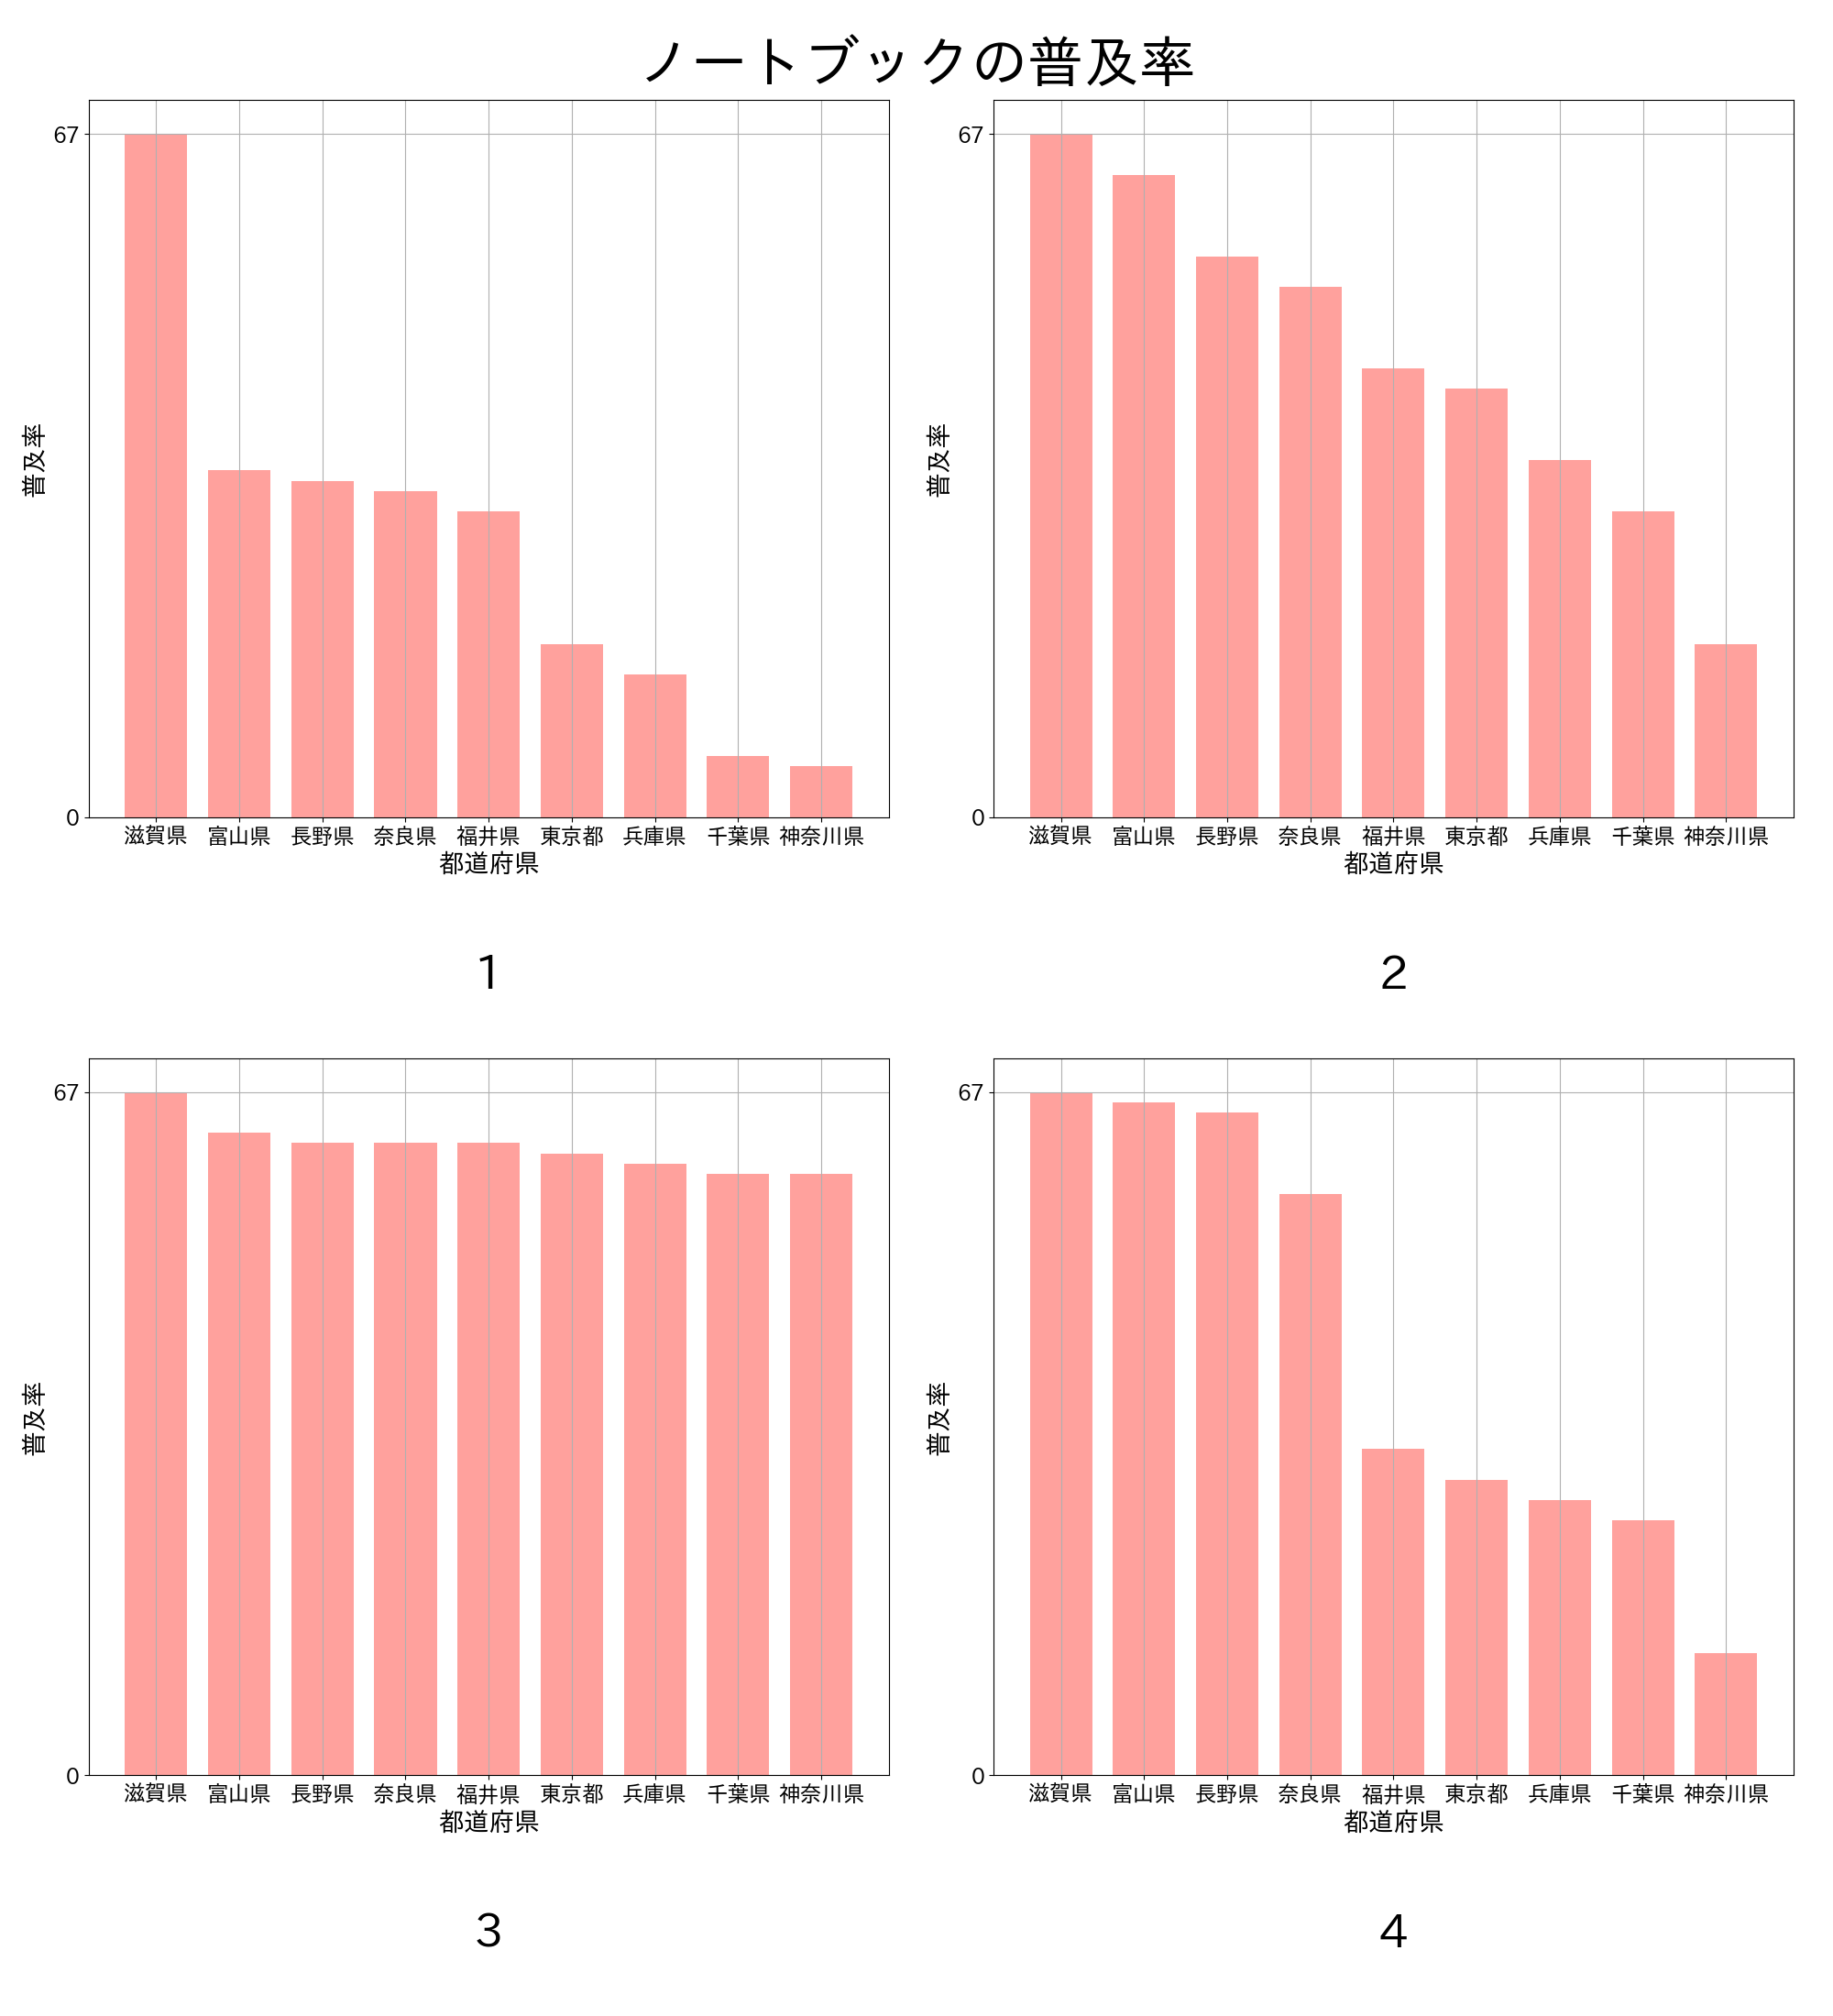 ノートブックの普及率
67
普及率
0
滋賀県 富山県 長野県 奈良県 福井県 東京都 兵庫県 千葉県 神奈川県
都道府県
1
67
普及率
0
滋賀県 富山県 長野県 奈良県 福井県 東京都 兵庫県 千葉県 神奈川県
都道府県
2
67
普及率
0
滋賀県 富山県 長野県 奈良県 福井県 東京都 兵庫県 千葉県 神奈川県
都道府県
3
67
普及率
0
滋賀県 富山県 長野県 奈良県 福井県 東京都 兵庫県 千葉県 神奈川県
都道府県
4